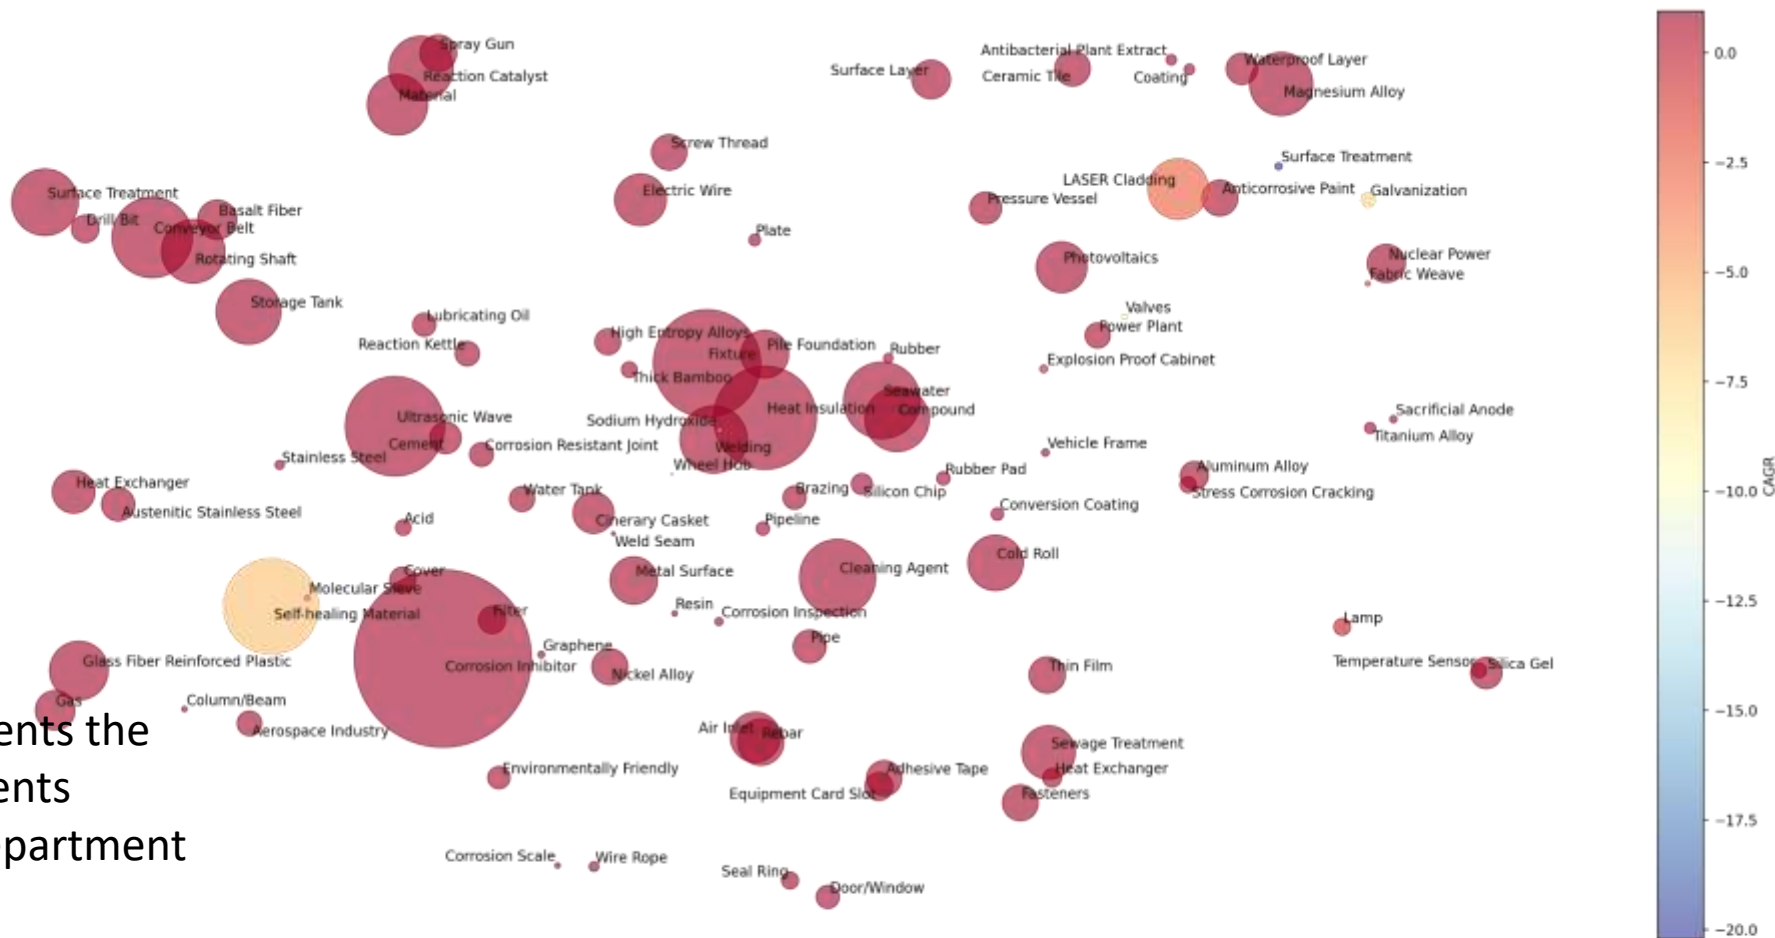 Spray Gun
Reaction Catalyst
Material
Surface Layer
Antibacterial Plant Extract
Ceramic Tile
Coating
Waterproof Layer
Magnesium Alloy
Screw Thread
Electric Wire
Plate
Surface Treatment
LASER Cladding
Anticorrosive Paint
Galvanization
Pressure Vessel
Surface Treatment
Drill Bit
Basalt Fiber
Conveyor Belt
Rotating Shaft
Storage Tank
Photovoltaics
Nuclear Power
Fabric Weave
Valves
Power Plant
Explosion Proof Cabinet
Lubricating Oil
Reaction Kettle
High Entropy Alloys
Fixture
Pile Foundation
Thick Bamboo
Rubber
Seawater
Compound
Heat Insulation
Sodium Hydroxide
Welding
Wheel Hub
Ultrasonic Wave
Cement
Corrosion Resistant Joint
Stainless Steel
Sacrificial Anode
Titanium Alloy
Vehicle Frame
Aluminum Alloy
Stress Corrosion Cracking
Heat Exchanger
Austenitic Stainless Steel
Acid
Water Tank
Cinerary Casket
Weld Seam
Brazing
Silicon Chip
Rubber Pad
Pipeline
Conversion Coating
Cold Roll
Cleaning Agent
Metal Surface
Resin
Corrosion Inspection
Pipe
Cover
Molecular Sieve
Self-healing Material
Filter
Graphene
Corrosion Inhibitor
Nickel Alloy
Lamp
Temperature Sensor
Silica Gel
Thin Film
Glass Fiber Reinforced Plastic
Gas
Column/Beam
Aerospace Industry
Air Inlet
Rebar
Sewage Treatment
Heat Exchanger
Fasteners
Environmentally Friendly
Adhesive Tape
Equipment Card Slot
Corrosion Scale
Wire Rope
Seal Ring
Door/Window
ents the
ents
partment
0.0
−2.5
−5.0
−7.5
−10.0
−12.5
−15.0
−17.5
−20.0
CAGR